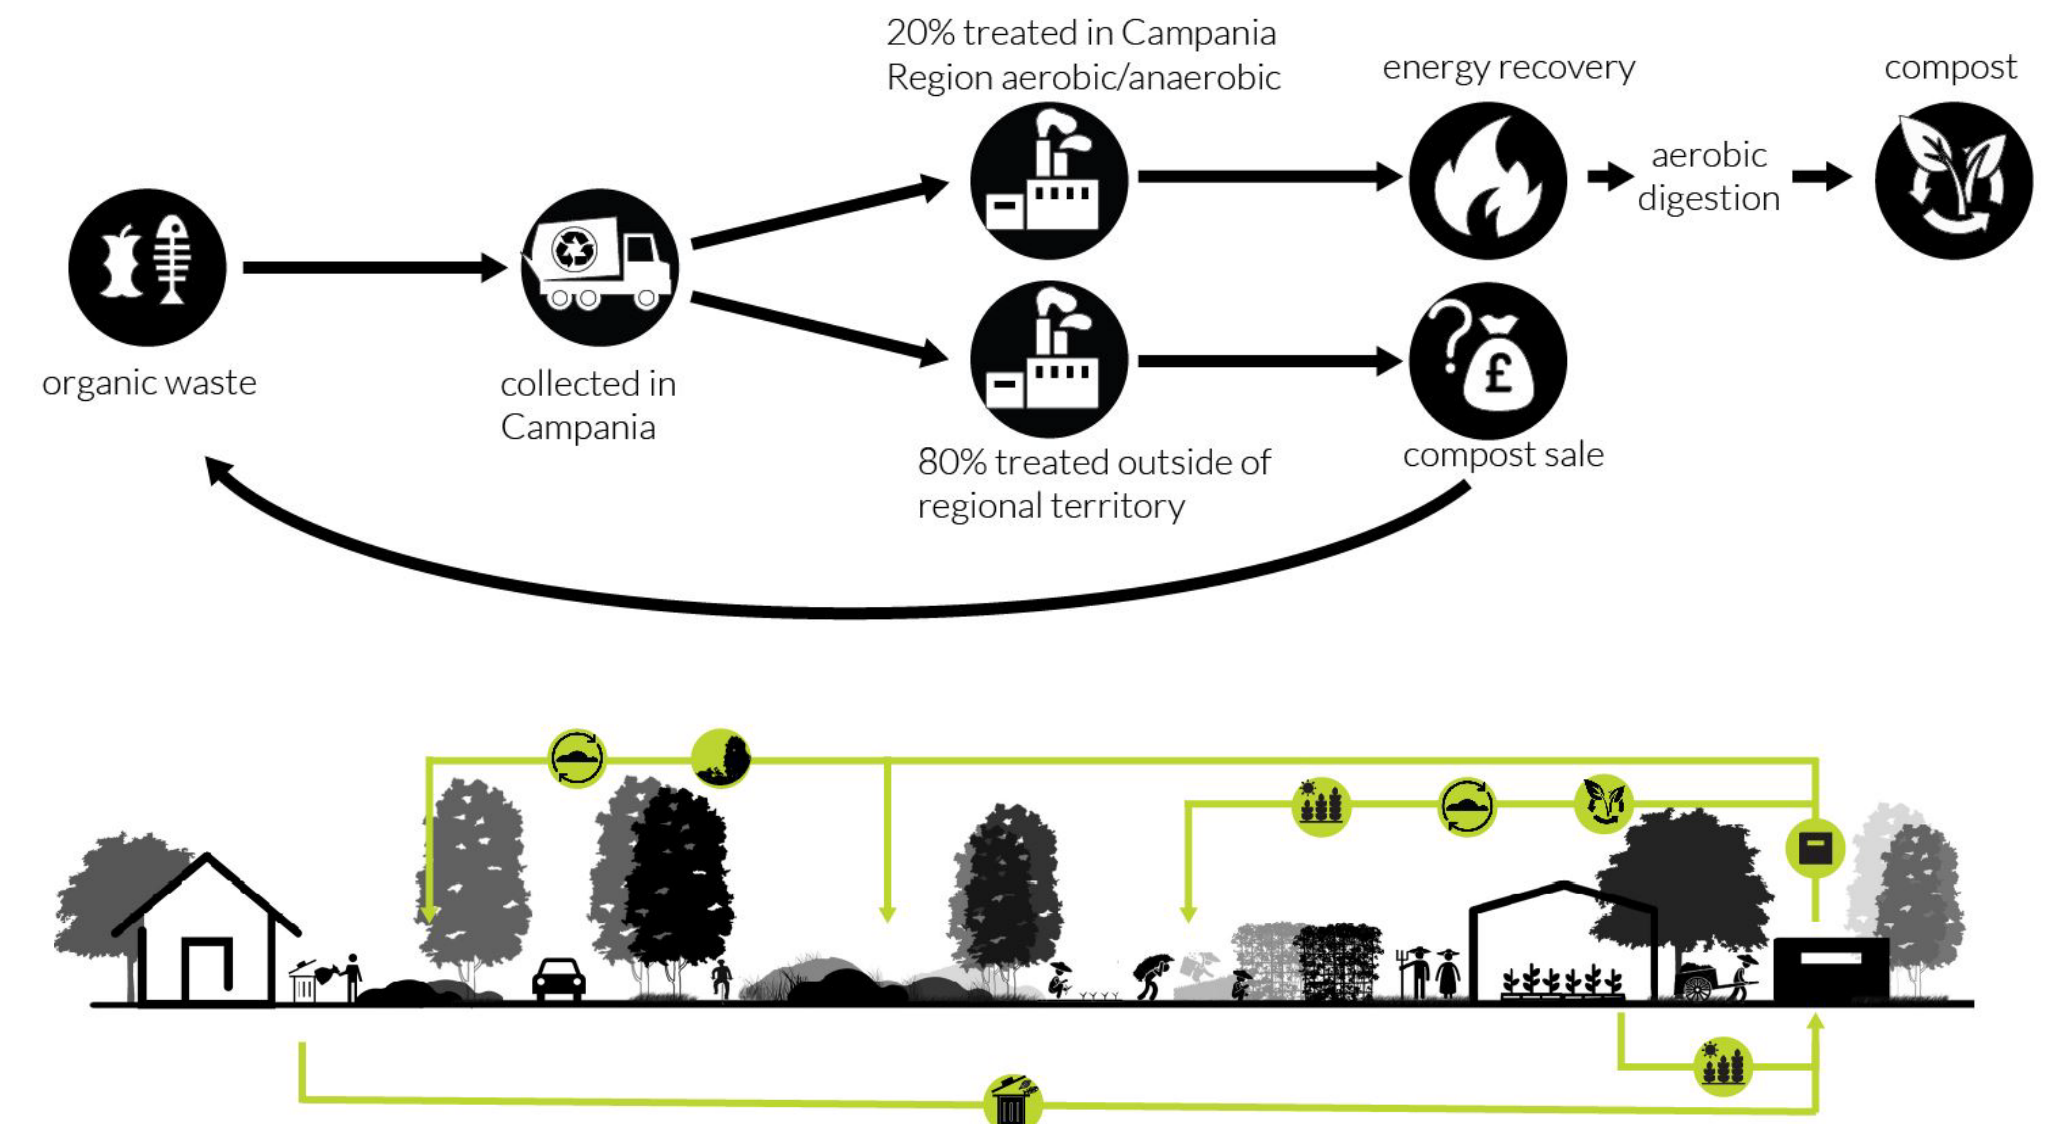 20% treated in Campania
Region aerobic/anaerobic
energy recovery
compost
aerobic
digestion
organic waste
collected in
Campania
?
£
80% treated outside of
regional territory
compost sale